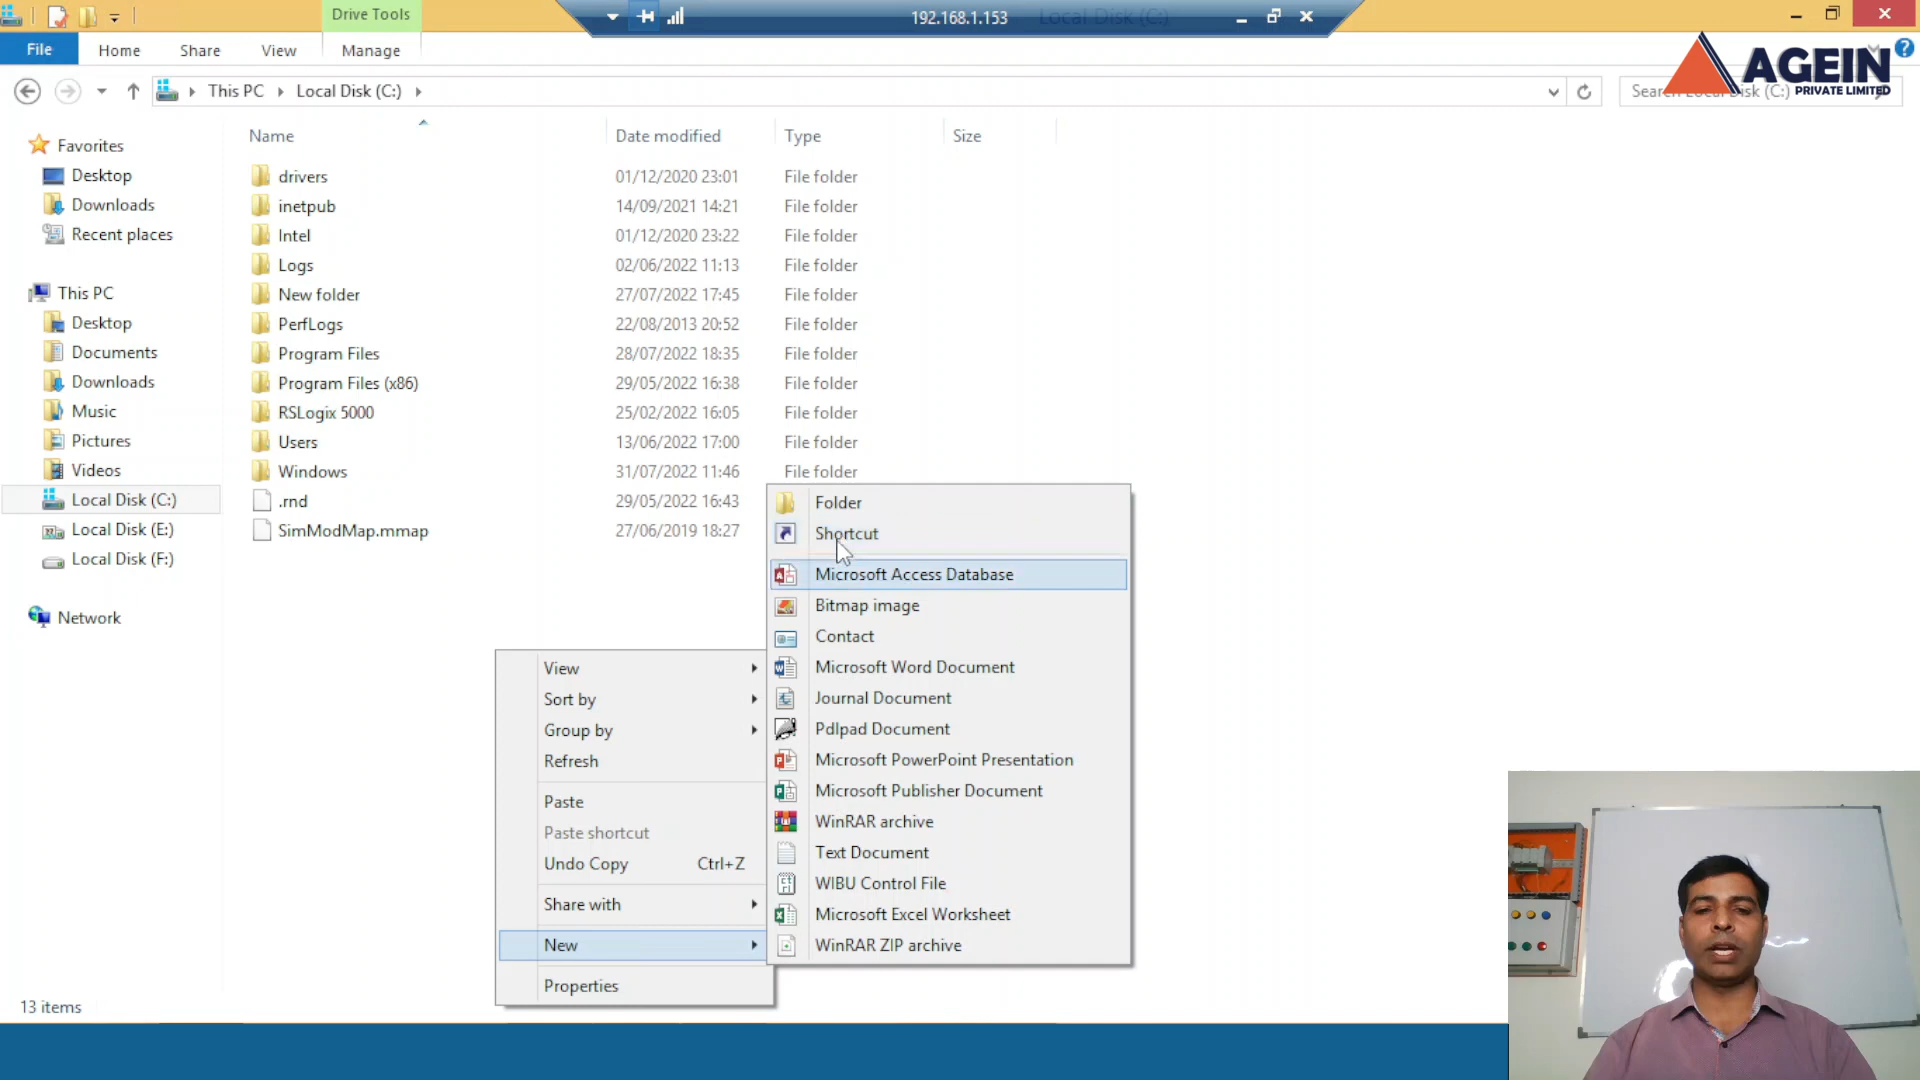 Drive Tools
192.168.1.153
Local Disk (C:)
File
Home
Share
View
Manage
AGEIN
PRIVATE LIMITED
This PC
Local Disk (C:)
Search Local Disk (C:)
Name
Date modified
Type
Size
Favorites
Desktop
Downloads
Recent places
This PC
Desktop
Documents
Downloads
Music
Pictures
Videos
Local Disk (C:)
Local Disk (E:)
Local Disk (F:)
Network
drivers 01/12/2020 23:01 File folder
inetpub 14/09/2021 14:21 File folder
Intel 01/12/2020 23:22 File folder
Logs 02/06/2022 11:13 File folder
New folder 27/07/2022 17:45 File folder
PerfLogs 22/08/2013 20:52 File folder
Program Files 28/07/2022 18:35 File folder
Program Files (x86) 29/05/2022 16:38 File folder
RSLogix 5000 25/02/2022 16:05 File folder
Users 13/06/2022 17:00 File folder
Windows 31/07/2022 11:46 File folder
.rnd 29/05/2022 16:43
SimModMap.mmap 27/06/2019 18:27
View
Sort by
Group by
Refresh
Paste
Paste shortcut
Undo Copy Ctrl+Z
Share with
New
Properties
Folder
Shortcut
Microsoft Access Database
Bitmap image
Contact
Microsoft Word Document
Journal Document
Pdlpad Document
Microsoft PowerPoint Presentation
Microsoft Publisher Document
WinRAR archive
Text Document
WIBU Control File
Microsoft Excel Worksheet
WinRAR ZIP archive
13 items